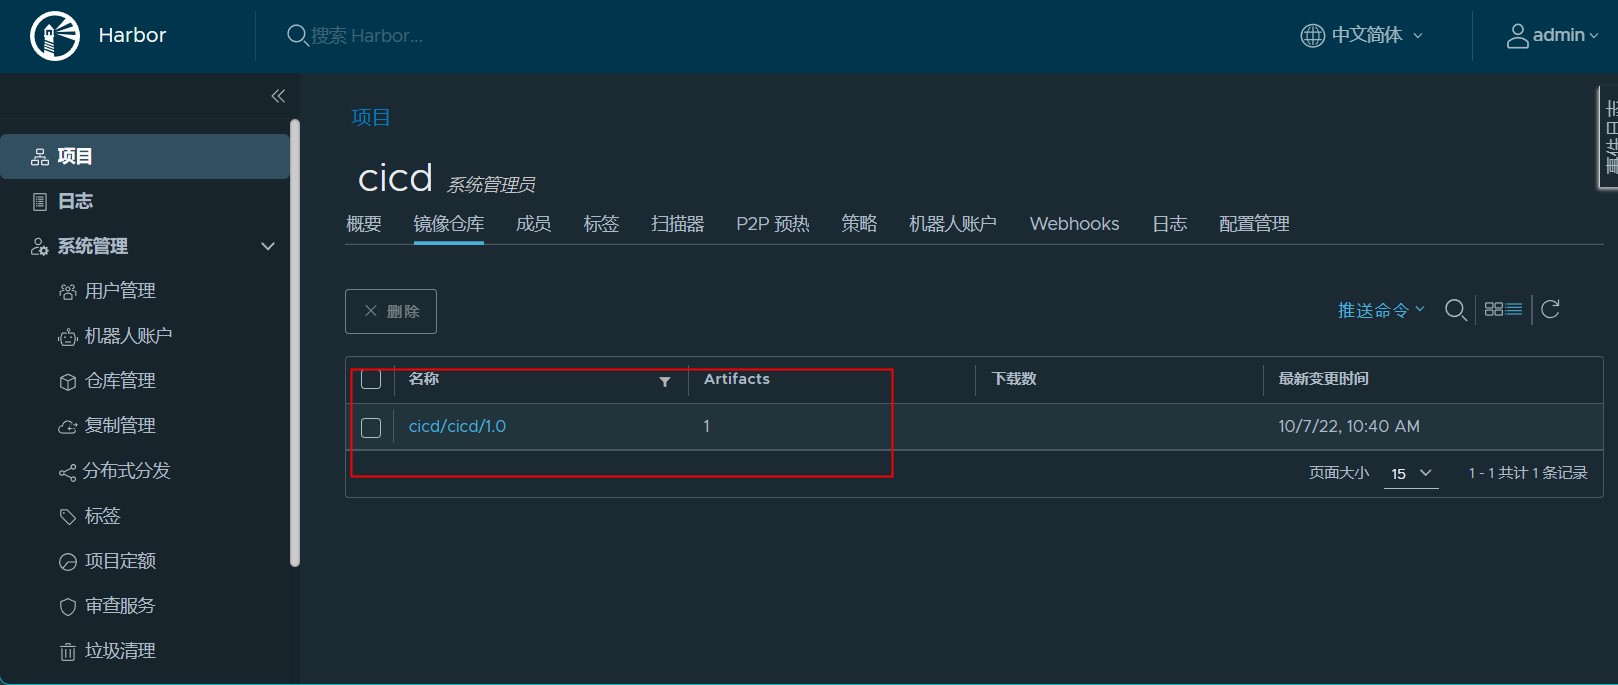 Harbor
搜索 Harbor...
中文简体
admin
项目
日志
系统管理
用户管理
机器人账户
仓库管理
复制管理
分布式分发
标签
项目定额
审查服务
垃圾清理
项目
cicd 系统管理员
概要 镜像仓库 成员 标签 扫描器 P2P 预热 策略 机器人账户 Webhooks 日志 配置管理
删除
推送命令
名称 Artifacts 下载数 最新变更时间
cicd/cicd/1.0 1 10/7/22, 10:40 AM
页面大小 15 1 - 1 共计 1 条记录
事件日志